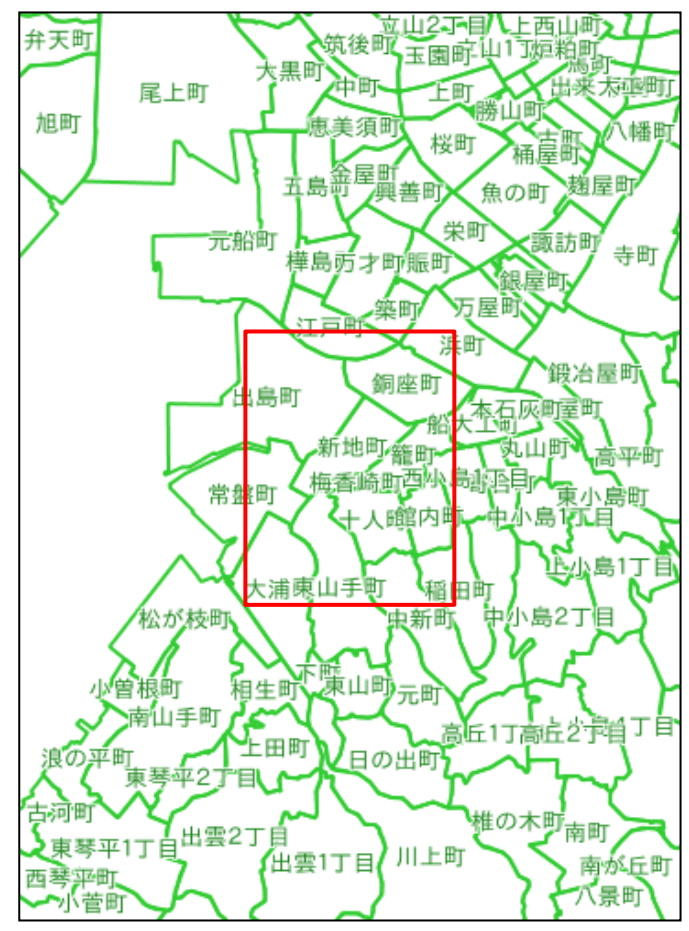 立山2丁目
上西山町
弁天町
筑後町
玉園町
立山1丁
炉粕町
大黒町
中町
尾上町
上町
出来大工町
勝山町
旭町
恵美須町
八幡町
桜町
古町
桶屋町
金屋町
五島町
興善町
魚の町
麹屋町
栄町
元船町
諏訪町
寺町
樺島
万才町
賑町
銀屋町
築町
万屋町
江戸町
浜町
鍛冶屋町
銅座町
出島町
本石灰町
船大工町
新地町
籠町
丸山町
高平町
梅香崎町
西小島1丁目
常盤町
東小島町
十人町
館内町
中小島1丁目
上小島1丁目
大浦
東山手町
稲田町
松が枝町
中新町
中小島2丁目
下町
小曽根町
相生町
東山町
元町
南山手町
高丘1丁
高丘2丁目
上小島4丁目
上田町
浪の平町
日の出町
東琴平2丁目
古河町
椎の木町
出雲2丁目
南町
東琴平1丁目
出雲1丁目
川上町
南が丘町
西琴平町
小菅町
八景町